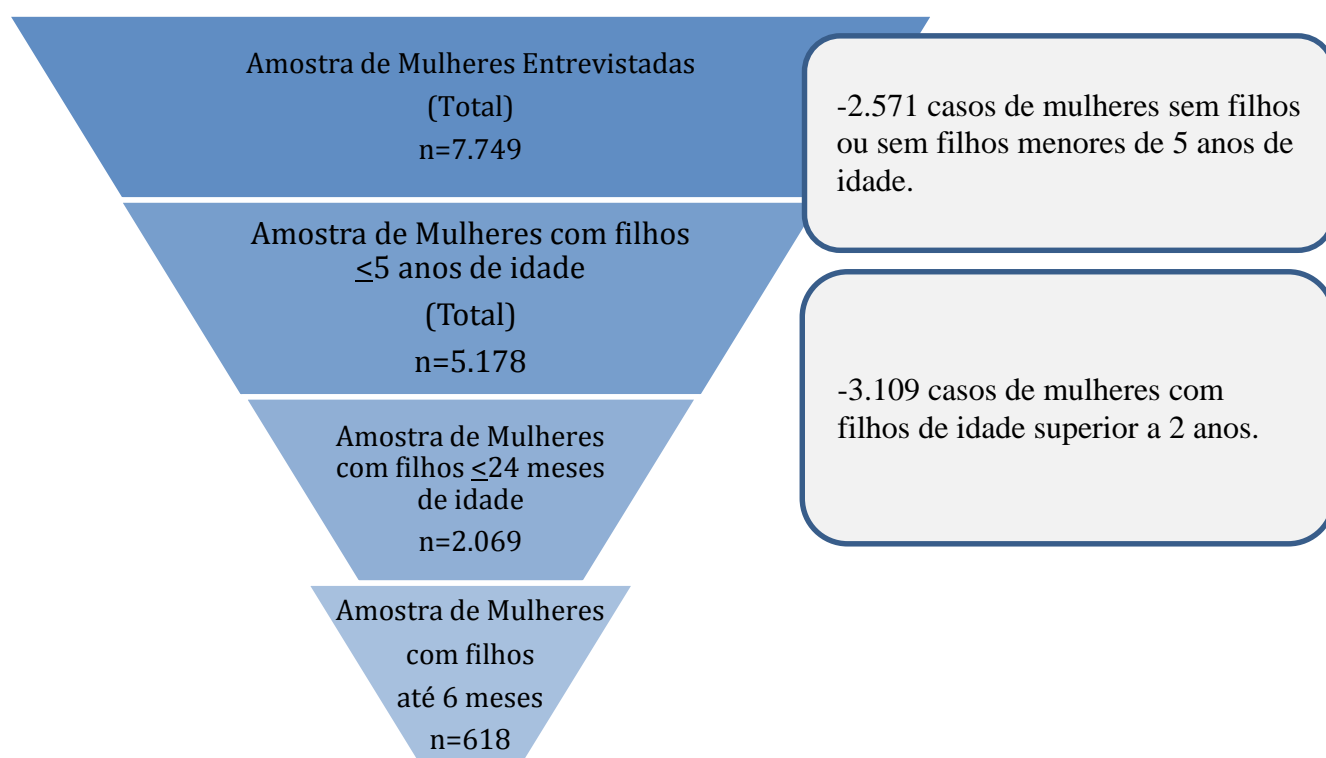 Amostra de Mulheres Entrevistadas
(Total)
n=7.749
-2.571 casos de mulheres sem filhos
ou sem filhos menores de 5 anos de
idade.
Amostra de Mulheres com filhos
≤5 anos de idade
(Total)
n=5.178
-3.109 casos de mulheres com
filhos de idade superior a 2 anos.
Amostra de Mulheres
com filhos ≤24 meses
de idade
n=2.069
Amostra de Mulheres
com filhos
até 6 meses
n=618